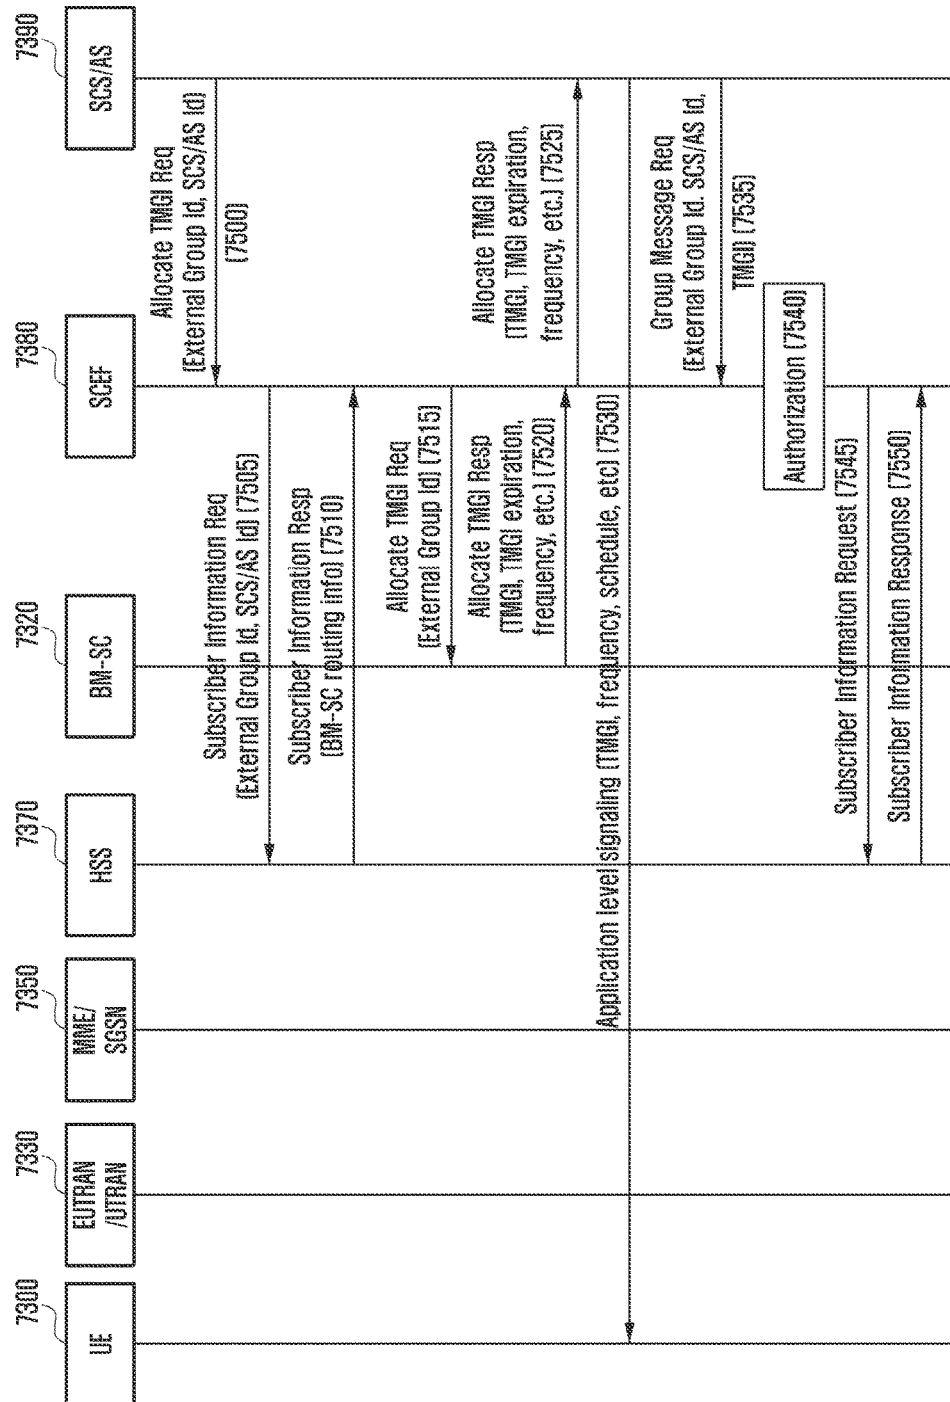 7300
7330
7350
7370
7320
7380
7390
UE
EUTRAN
/UTRAN
MME/
SGSN
HSS
BM-SC
SCEF
SCS/AS
Allocate TMGI Req
(External Group Id, SCS/AS Id)
(7500)
Subscriber Information Req
(External Group Id, SCS/AS Id) (7505)
Subscriber Information Resp
(BM-SC routing info) (7510)
Allocate TMGI Req
(External Group Id) (7515)
Allocate TMGI Resp
(TMGI, TMGI expiration,
frequency, etc.) (7520)
Allocate TMGI Resp
(TMGI, TMGI expiration,
frequency, etc.) (7525)
Application level signaling (TMGI, frequency, schedule, etc) (7530)
Group Message Req
(External Group Id. SCS/AS Id,
TMGI) (7535)
Authorization (7540)
Subscriber Information Request (7545)
Subscriber Information Response (7550)